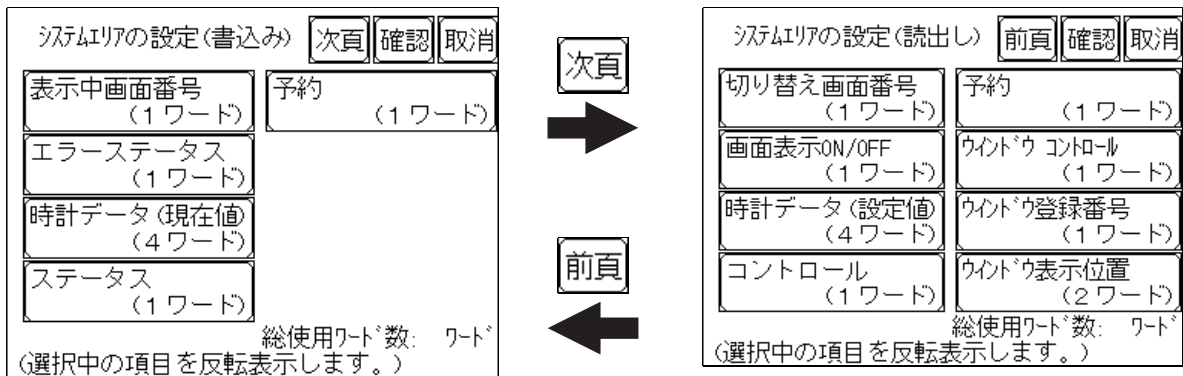 システムエリアの設定(書込み) 次頁 確認 取消
表示中画面番号
(1ワード)
予約
(1ワード)
エラーステータス
(1ワード)
時計データ(現在値)
(4ワード)
ステータス
(1ワード)
総使用ワード数: ワード
(選択中の項目を反転表示します。)
次頁
前頁
システムエリアの設定(読出し) 前頁 確認 取消
切り替え画面番号
(1ワード)
予約
(1ワード)
画面表示ON/OFF
(1ワード)
ウインドウ コントロール
(1ワード)
時計データ(設定値)
(4ワード)
ウインドウ登録番号
(1ワード)
コントロール
(1ワード)
ウインドウ表示位置
(2ワード)
総使用ワード数: ワード
(選択中の項目を反転表示します。)